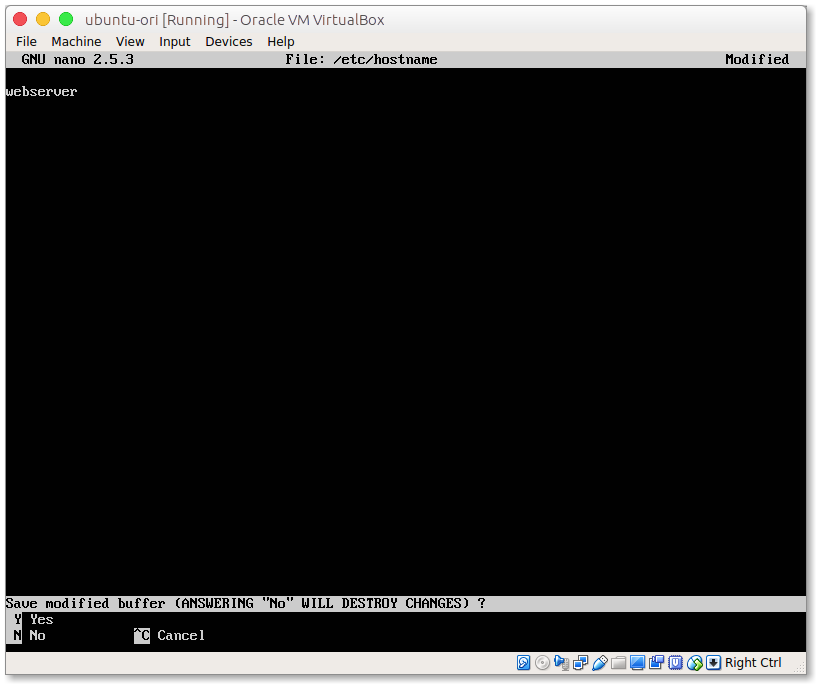 ubuntu-ori [Running] - Oracle VM VirtualBox
File Machine View Input Devices Help
GNU nano 2.5.3 File: /etc/hostname Modified
webserver
Save modified buffer (ANSWERING "No" WILL DESTROY CHANGES) ?
Y Yes
N No ^C Cancel
Right Ctrl